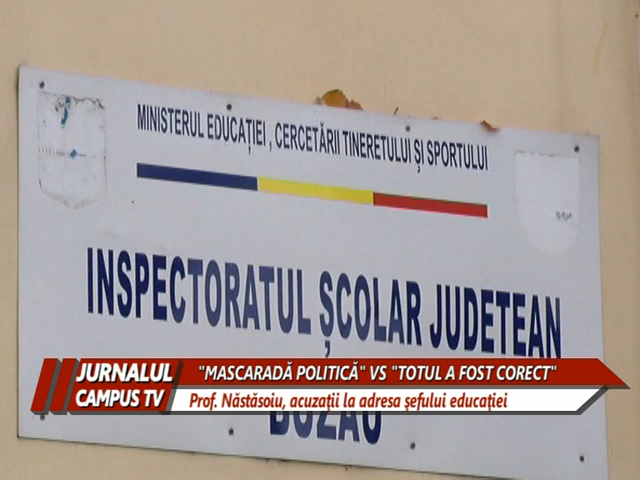 MINISTERUL EDUCAȚIEI , CERCETĂRII TINERETULUI ȘI SPORTULUI
INSPECTORATUL ȘCOLAR JUDETEAN
BUZĂU
JURNALUL
CAMPUS TV
"MASCARADĂ POLITICĂ" VS "TOTUL A FOST CORECT"
Prof. Năstăsoiu, acuzații la adresa șefului educației